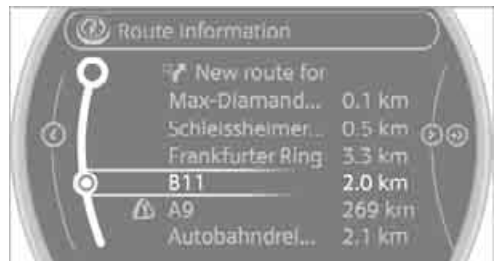 Route information
New route for
Max-Diamand... 0.1 km
Schleissheimer... 0.5 km
Frankfurter Ring 3.3 km
B11 2.0 km
A9 269 km
Autobahndrei... 2.1 km